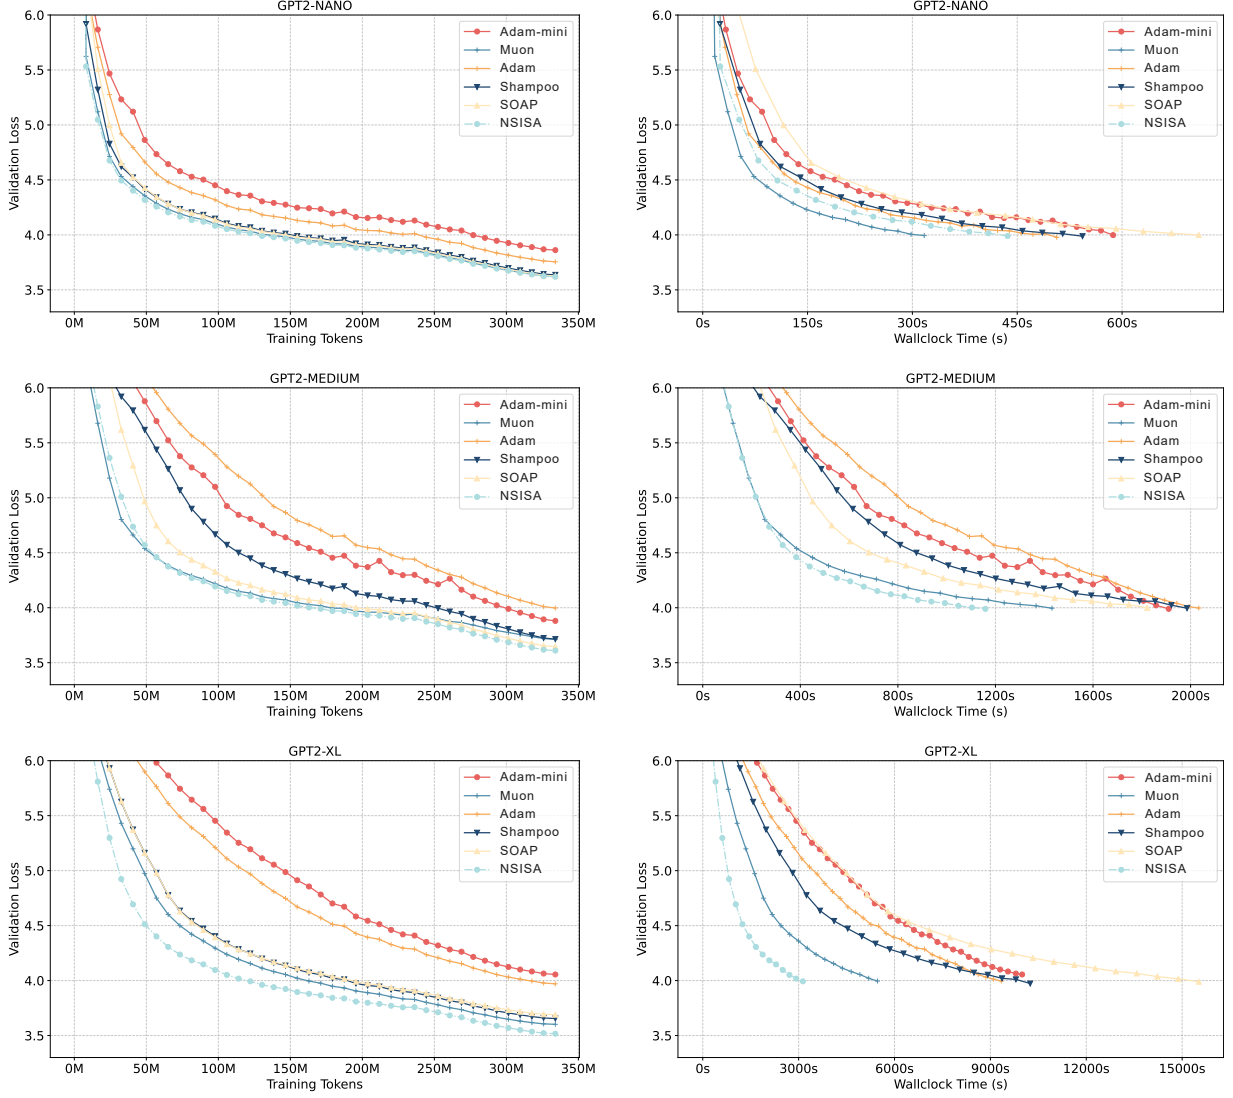 GPT2-NANO
6.0
5.5
5.0
4.5
4.0
3.5
Validation Loss
0M
50M
100M
150M
200M
250M
300M
350M
Training Tokens
Adam-mini
Muon
Adam
Shampoo
SOAP
NSISA
GPT2-NANO
6.0
5.5
5.0
4.5
4.0
3.5
Validation Loss
0s
150s
300s
450s
600s
Wallclock Time (s)
Adam-mini
Muon
Adam
Shampoo
SOAP
NSISA
GPT2-MEDIUM
6.0
5.5
5.0
4.5
4.0
3.5
Validation Loss
0M
50M
100M
150M
200M
250M
300M
350M
Training Tokens
Adam-mini
Muon
Adam
Shampoo
SOAP
NSISA
GPT2-MEDIUM
6.0
5.5
5.0
4.5
4.0
3.5
Validation Loss
0s
400s
800s
1200s
1600s
2000s
Wallclock Time (s)
Adam-mini
Muon
Adam
Shampoo
SOAP
NSISA
GPT2-XL
6.0
5.5
5.0
4.5
4.0
3.5
Validation Loss
0M
50M
100M
150M
200M
250M
300M
350M
Training Tokens
Adam-mini
Muon
Adam
Shampoo
SOAP
NSISA
GPT2-XL
6.0
5.5
5.0
4.5
4.0
3.5
Validation Loss
0s
3000s
6000s
9000s
12000s
15000s
Wallclock Time (s)
Adam-mini
Muon
Adam
Shampoo
SOAP
NSISA